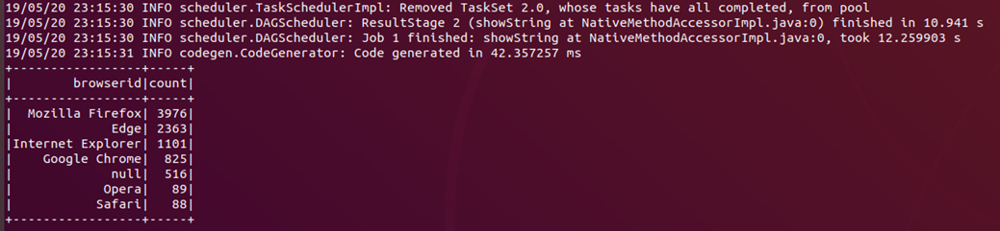 19/05/20 23:15:30 INFO scheduler.TaskSchedulerImpl: Removed TaskSet 2.0, whose tasks have all completed, from pool
19/05/20 23:15:30 INFO scheduler.DAGScheduler: ResultStage 2 (showString at NativeMethodAccessorImpl.java:0) finished in 10.941 s
19/05/20 23:15:30 INFO scheduler.DAGScheduler: Job 1 finished: showString at NativeMethodAccessorImpl.java:0, took 12.259903 s
19/05/20 23:15:31 INFO codegen.CodeGenerator: Code generated in 42.357257 ms
+-----------------+-----+
|        browserid|count|
+-----------------+-----+
|  Mozilla Firefox| 3976|
|             Edge| 2363|
|Internet Explorer| 1101|
|    Google Chrome|  825|
|             null|  516|
|            Opera|   89|
|           Safari|   88|
+-----------------+-----+